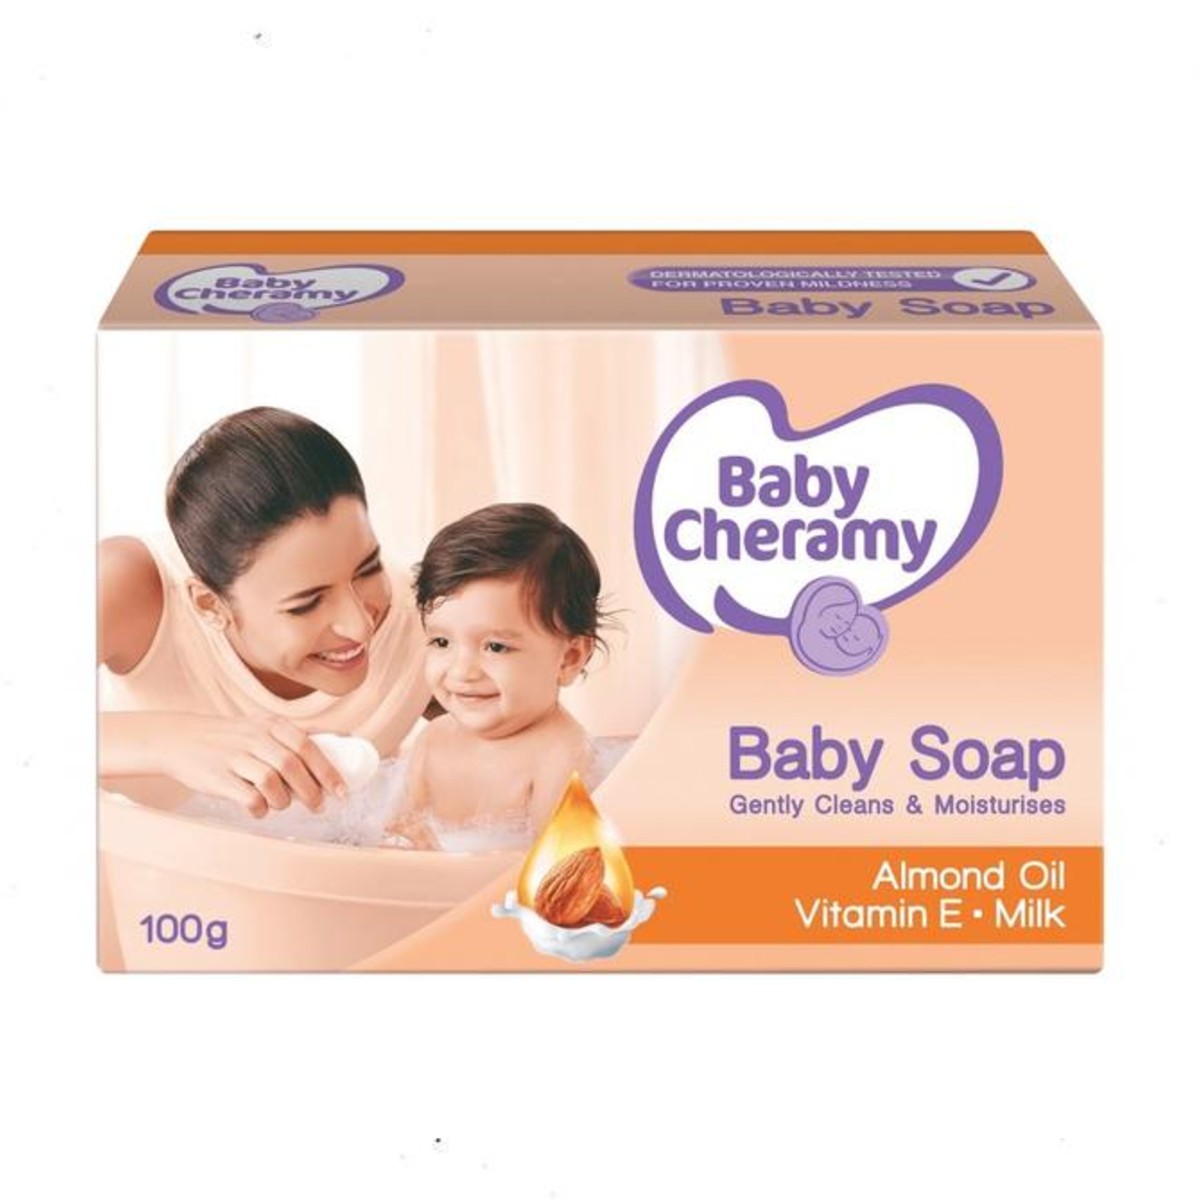 Baby
Cheramy
DERMATOLOGICALLY TESTED
FOR PROVEN MILDNESS
Baby Soap
Baby
Cheramy
Baby Soap
Gently Cleans & Moisturises
Almond Oil
Vitamin E • Milk
100g